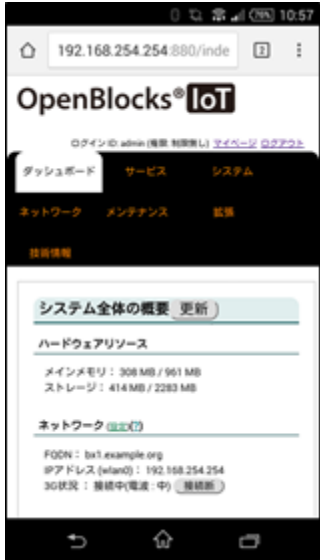 76% 10:57
192.168.254.254:880/inde 2
OpenBlocks® IoT
ログインID: admin (権限: 制限無し) マイページ ログアウト
ダッシュボード サービス システム
ネットワーク メンテナンス 拡張
技術情報
システム全体の概要 更新
ハードウェアリソース
メインメモリ： 308 MB / 961 MB
ストレージ： 414 MB / 2283 MB
ネットワーク (設定)(?)
FQDN： bx1.example.org
IPアドレス (wlan0)： 192.168.254.254
3G状況： 接続中(電波 : 中) 接続断